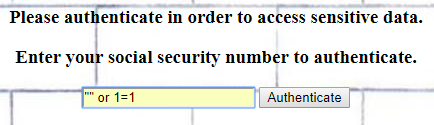 Please authenticate in order to access sensitive data.
Enter your social security number to authenticate.
"" or 1=1 Authenticate